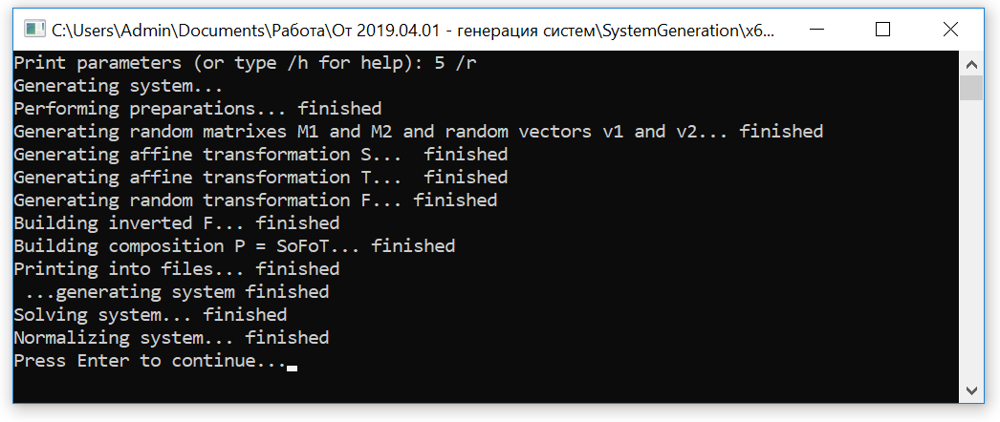 C:\Users\Admin\Documents\Работа\От 2019.04.01 - генерация систем\SystemGeneration\x6...
Print parameters (or type /h for help): 5 /r
Generating system...
Performing preparations... finished
Generating random matrixes M1 and M2 and random vectors v1 and v2... finished
Generating affine transformation S...  finished
Generating affine transformation T...  finished
Generating random transformation F... finished
Building inverted F... finished
Building composition P = SoFoT... finished
Printing into files... finished
 ...generating system finished
Solving system... finished
Normalizing system... finished
Press Enter to continue...